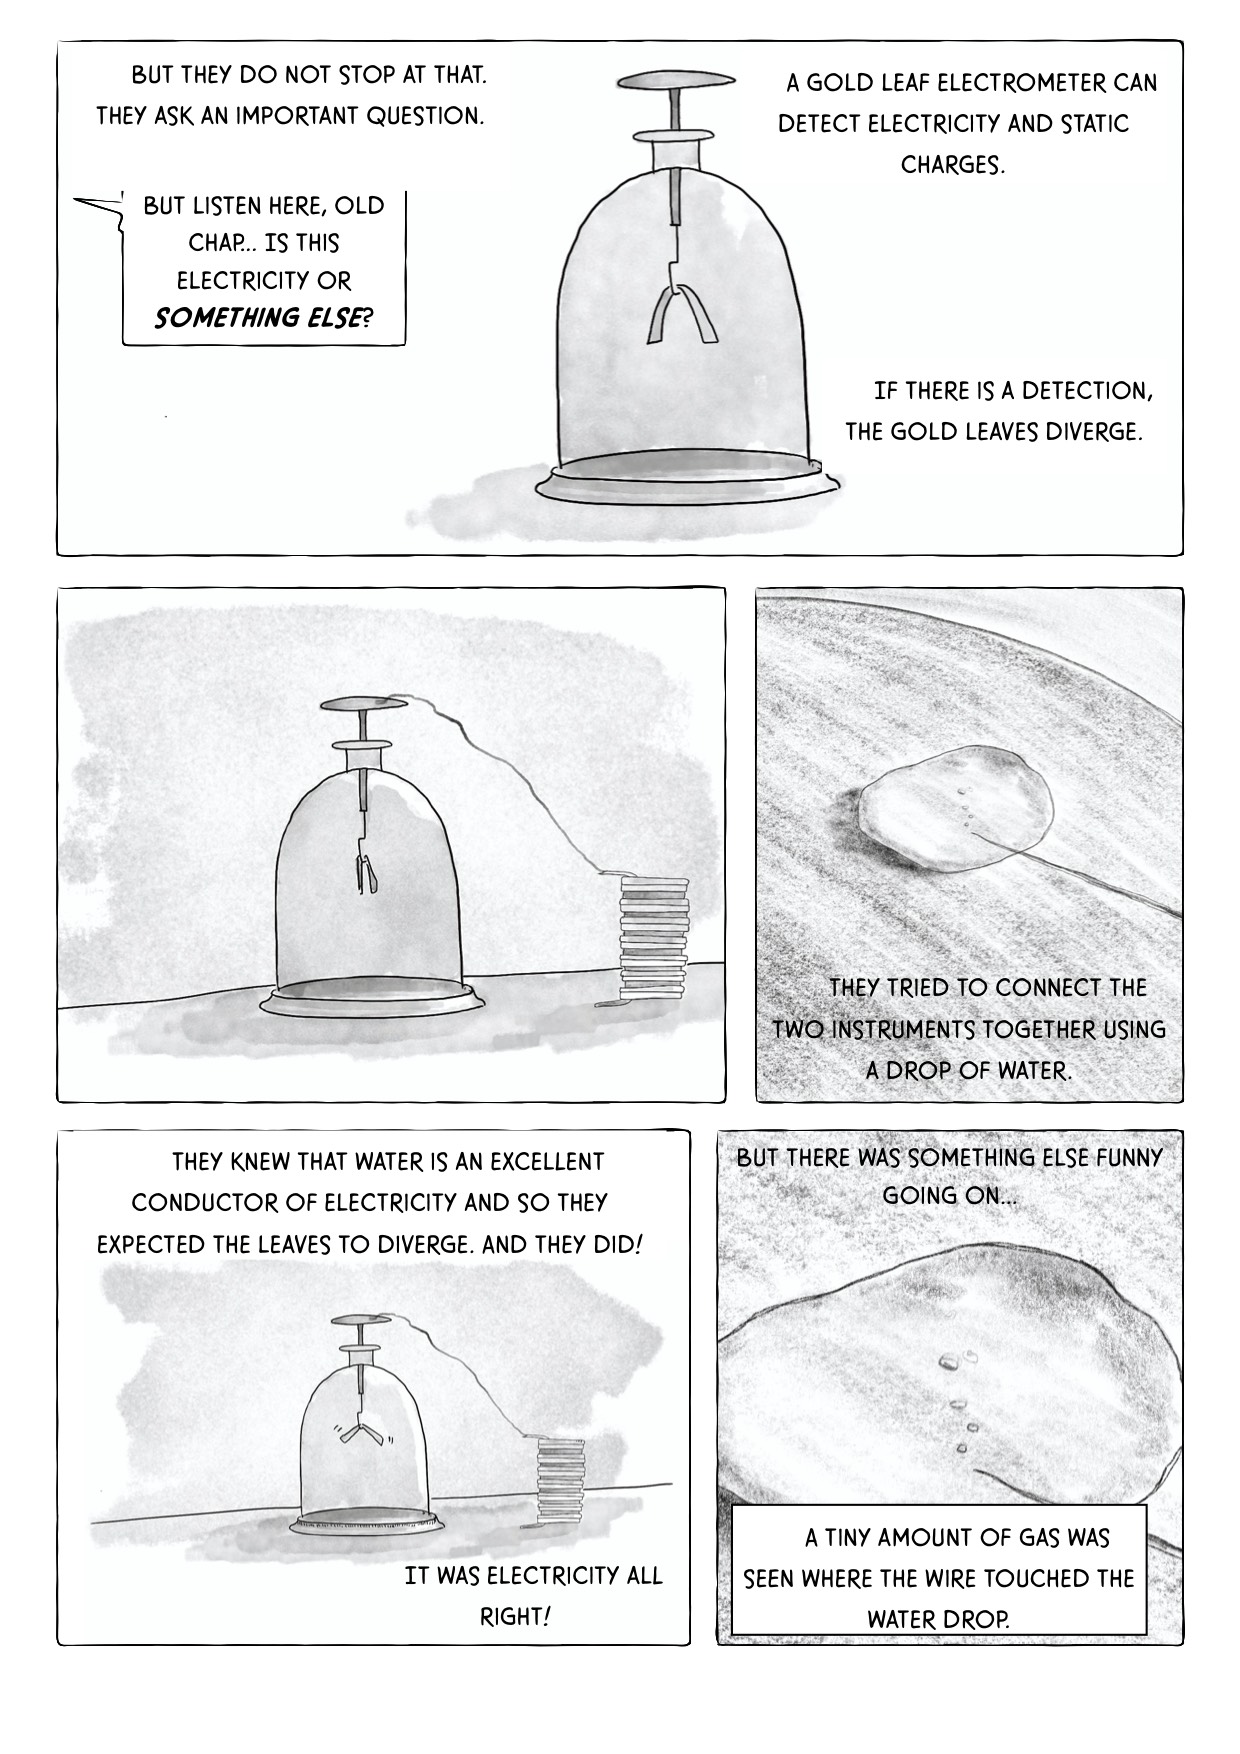 BUT THEY DO NOT STOP AT THAT.
THEY ASK AN IMPORTANT QUESTION.
BUT LISTEN HERE, OLD
CHAP... IS THIS
ELECTRICITY OR
SOMETHING ELSE?
A GOLD LEAF ELECTROMETER CAN
DETECT ELECTRICITY AND STATIC
CHARGES.
IF THERE IS A DETECTION,
THE GOLD LEAVES DIVERGE.
THEY TRIED TO CONNECT THE
TWO INSTRUMENTS TOGETHER USING
A DROP OF WATER.
THEY KNEW THAT WATER IS AN EXCELLENT
CONDUCTOR OF ELECTRICITY AND SO THEY
EXPECTED THE LEAVES TO DIVERGE. AND THEY DID!
IT WAS ELECTRICITY ALL
RIGHT!
BUT THERE WAS SOMETHING ELSE FUNNY
GOING ON...
A TINY AMOUNT OF GAS WAS
SEEN WHERE THE WIRE TOUCHED THE
WATER DROP.